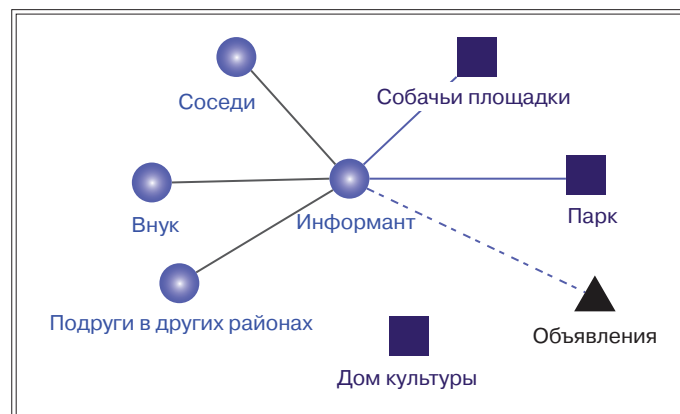 Соседи
Собачьи площадки
Внук
Информант
Парк
Подруги в других районах
Объявления
Дом культуры